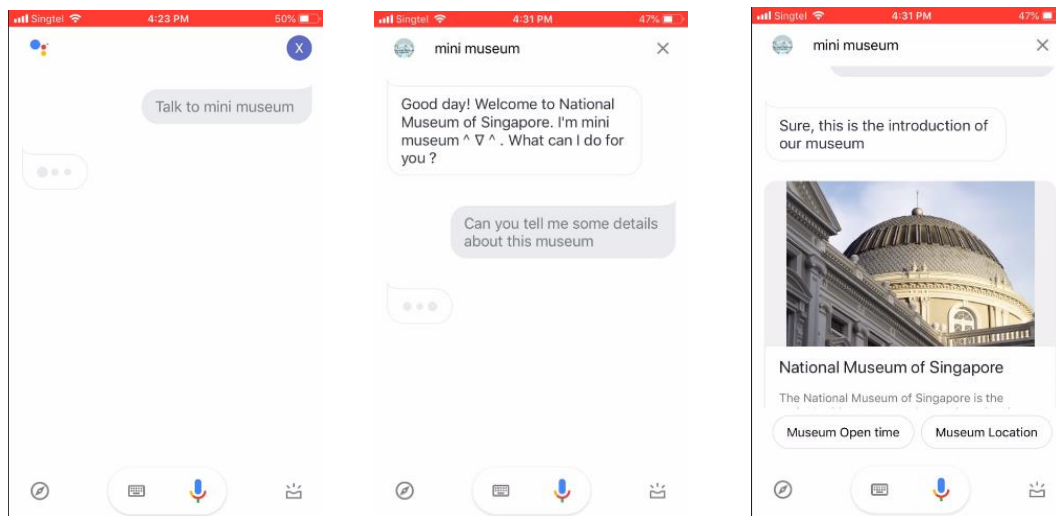 Singtel 4:23 PM 50%
X
Talk to mini museum
Singtel 4:31 PM 47%
mini museum
Good day! Welcome to National
Museum of Singapore. I'm mini
museum ^ ∇ ^ . What can I do for
you ?
Can you tell me some details
about this museum
Singtel 4:31 PM 47%
mini museum
Sure, this is the introduction of
our museum
National Museum of Singapore
The National Museum of Singapore is the
Museum Open time
Museum Location